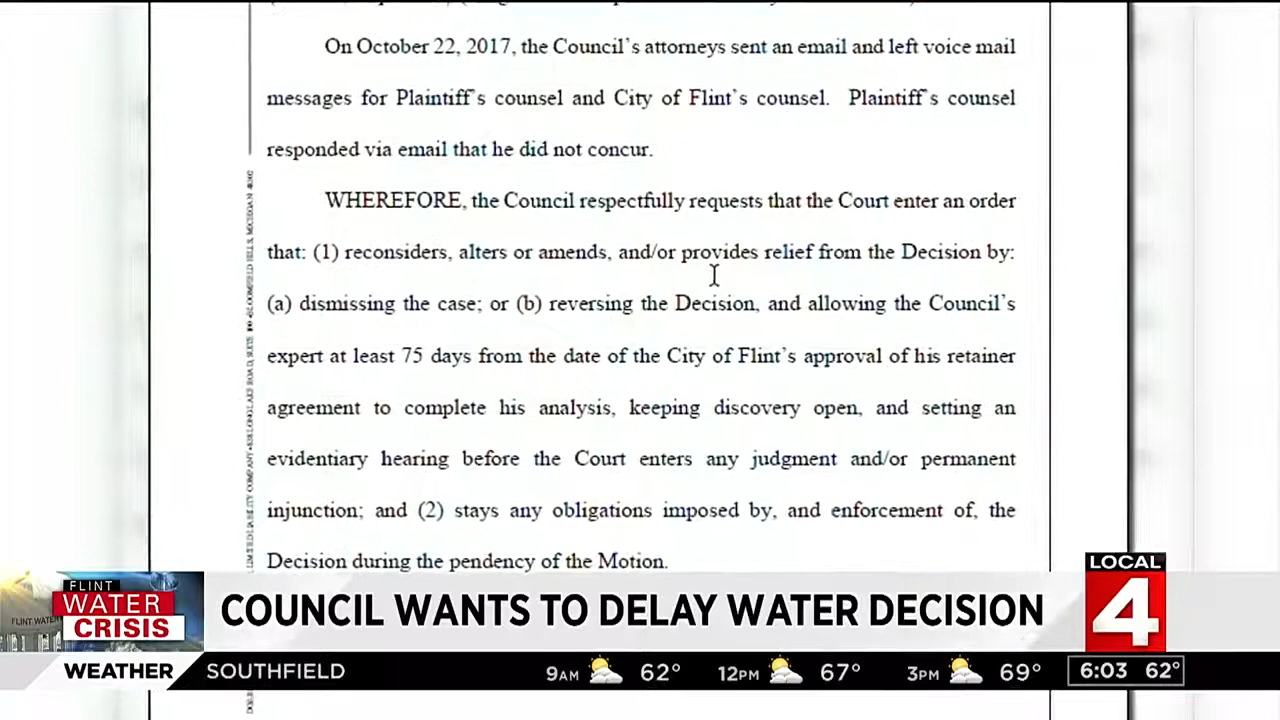 On October 22, 2017, the Council's attorneys sent an email and left voice mail
messages for Plaintiff's counsel and City of Flint's counsel. Plaintiff's counsel
responded via email that he did not concur.
WHEREFORE, the Council respectfully requests that the Court enter an order
that: (1) reconsiders, alters or amends, and/or provides relief from the Decision by:
(a) dismissing the case; or (b) reversing the Decision, and allowing the Council's
expert at least 75 days from the date of the City of Flint's approval of his retainer
agreement to complete his analysis, keeping discovery open, and setting an
evidentiary hearing before the Court enters any judgment and/or permanent
injunction; and (2) stays any obligations imposed by, and enforcement of, the
Decision during the pendency of the Motion.
FLINT
WATER
CRISIS
FLINT WATER
COUNCIL WANTS TO DELAY WATER DECISION
LOCAL
4
WEATHER
SOUTHFIELD
9AM 62° 12PM 67° 3PM 69°
6:03 62°